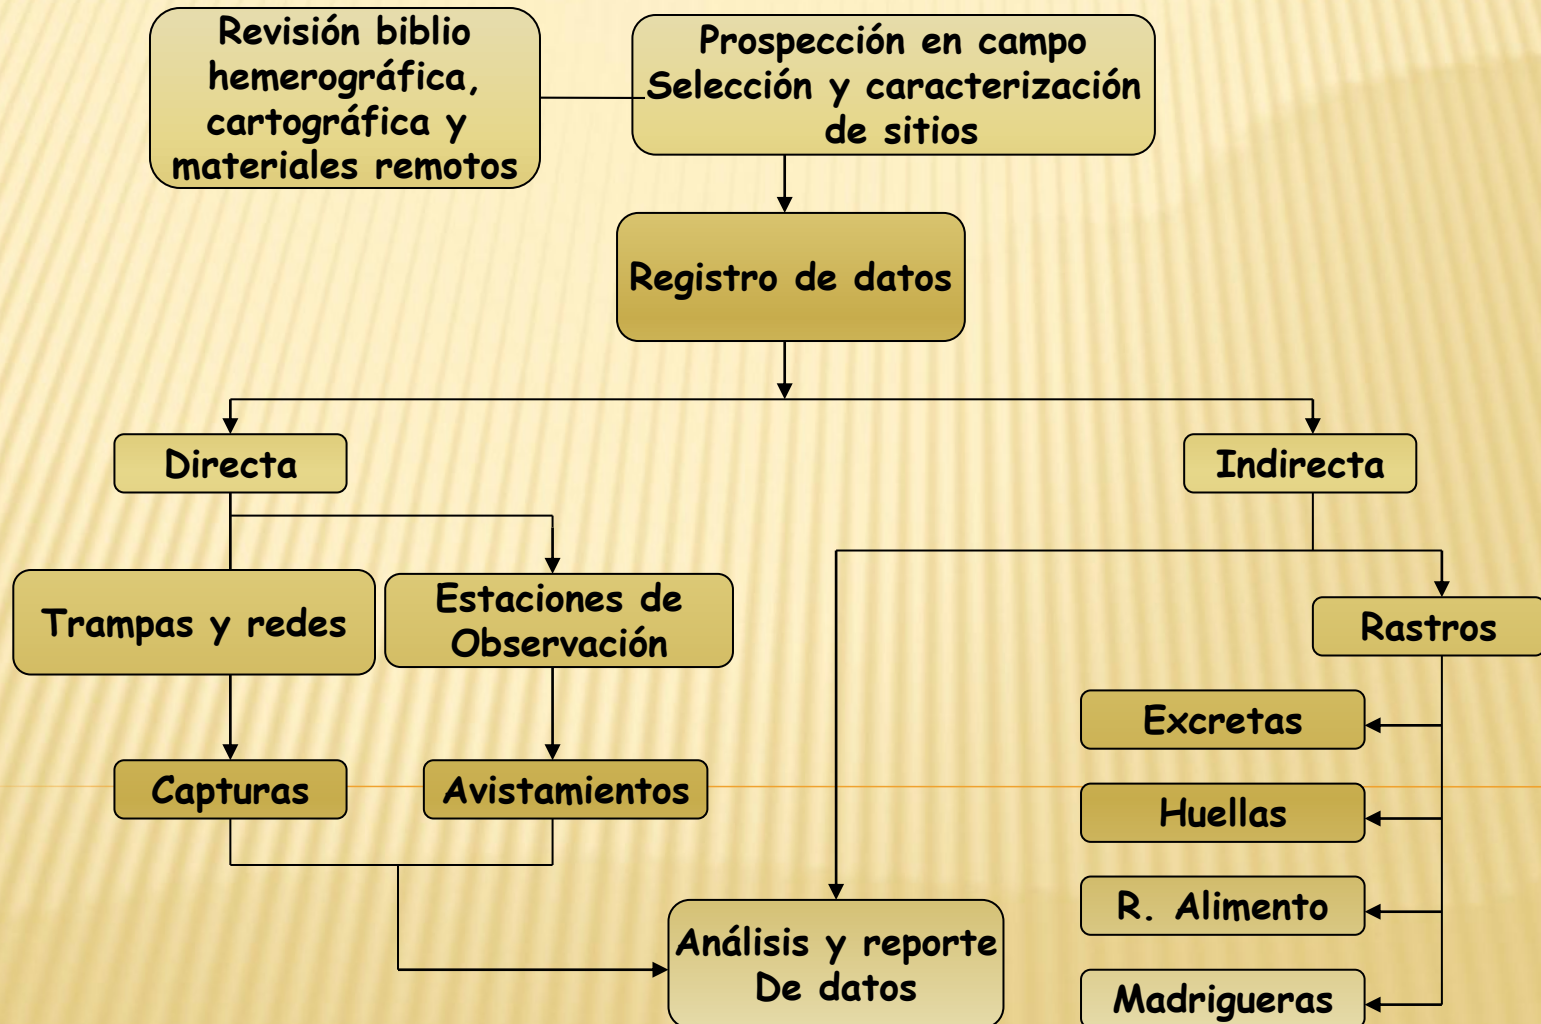 Revisión biblio
hemerográfica,
cartográfica y
materiales remotos
Prospección en campo
Selección y caracterización
de sitios
Registro de datos
Directa
Indirecta
Trampas y redes
Estaciones de
Observación
Rastros
Capturas
Avistamientos
Excretas
Huellas
R. Alimento
Madrigueras
Análisis y reporte
De datos